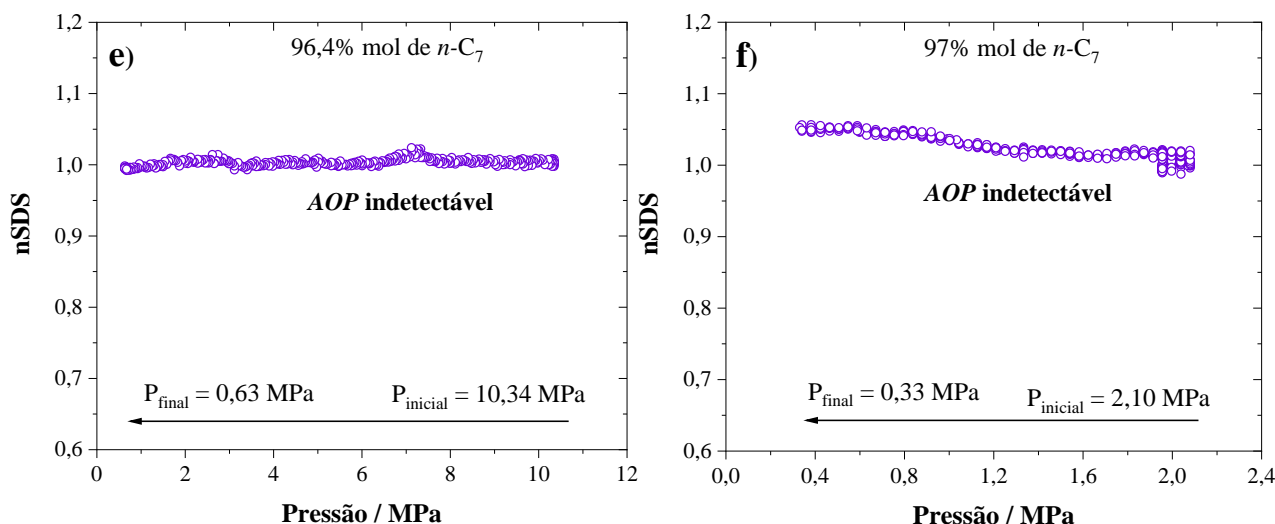 e)
96,4% mol de n-C₇
nSDS
1,2
1,1
1,0
0,9
0,8
0,7
0,6
AOP indetectável
P_final = 0,63 MPa
P_inicial = 10,34 MPa
0 2 4 6 8 10 12
Pressão / MPa
f)
97% mol de n-C₇
nSDS
1,2
1,1
1,0
0,9
0,8
0,7
0,6
AOP indetectável
P_final = 0,33 MPa
P_inicial = 2,10 MPa
0,0 0,4 0,8 1,2 1,6 2,0 2,4
Pressão / MPa